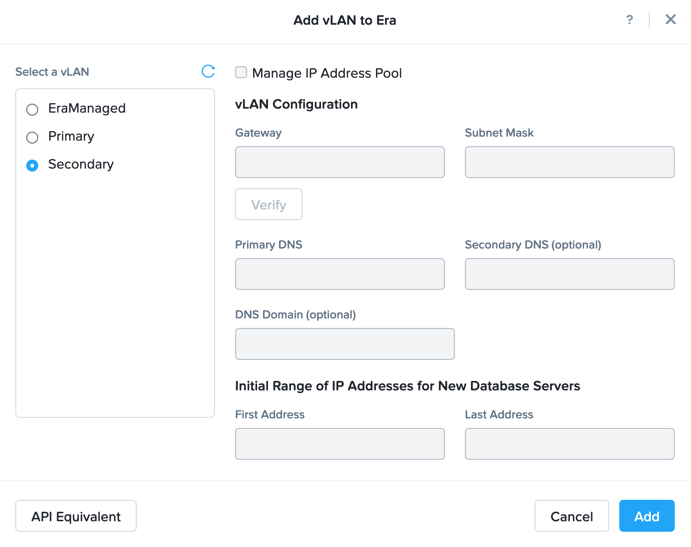 Add vLAN to Era
?
Select a vLAN
EraManaged
Primary
Secondary
Manage IP Address Pool
vLAN Configuration
Gateway
Subnet Mask
Verify
Primary DNS
Secondary DNS (optional)
DNS Domain (optional)
Initial Range of IP Addresses for New Database Servers
First Address
Last Address
API Equivalent
Cancel
Add